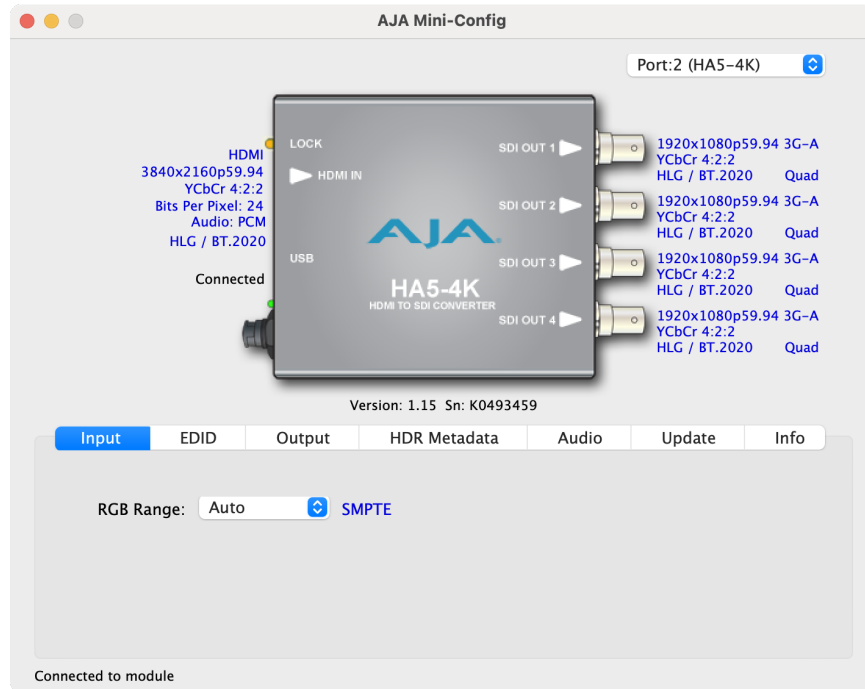 AJA Mini-Config
Port:2 (HA5-4K)
HDMI
3840x2160p59.94
YCbCr 4:2:2
Bits Per Pixel: 24
Audio: PCM
HLG / BT.2020
Connected
LOCK
HDMI IN
USB
AJA
HA5-4K
HDMI TO SDI CONVERTER
SDI OUT 1
SDI OUT 2
SDI OUT 3
SDI OUT 4
1920x1080p59.94 3G-A
YCbCr 4:2:2
HLG / BT.2020 Quad
1920x1080p59.94 3G-A
YCbCr 4:2:2
HLG / BT.2020 Quad
1920x1080p59.94 3G-A
YCbCr 4:2:2
HLG / BT.2020 Quad
1920x1080p59.94 3G-A
YCbCr 4:2:2
HLG / BT.2020 Quad
Version: 1.15 Sn: K0493459
Input EDID Output HDR Metadata Audio Update Info
RGB Range: Auto SMPTE
Connected to module